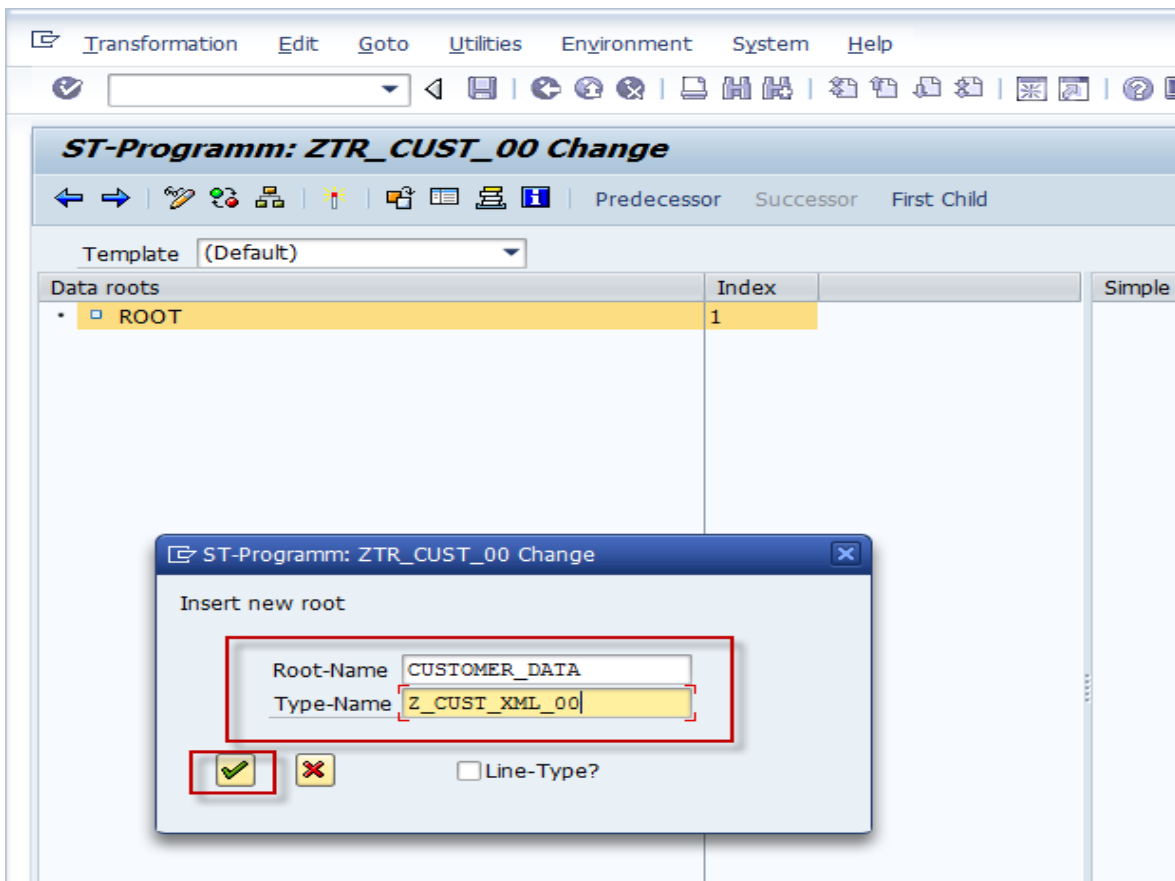 Transformation Edit Goto Utilities Environment System Help
ST-Programm: ZTR_CUST_00 Change
Predecessor Successor First Child
Template (Default)
Data roots Index Simple
ROOT 1
ST-Programm: ZTR_CUST_00 Change
Insert new root
Root-Name CUSTOMER_DATA
Type-Name Z_CUST_XML_00
Line-Type?